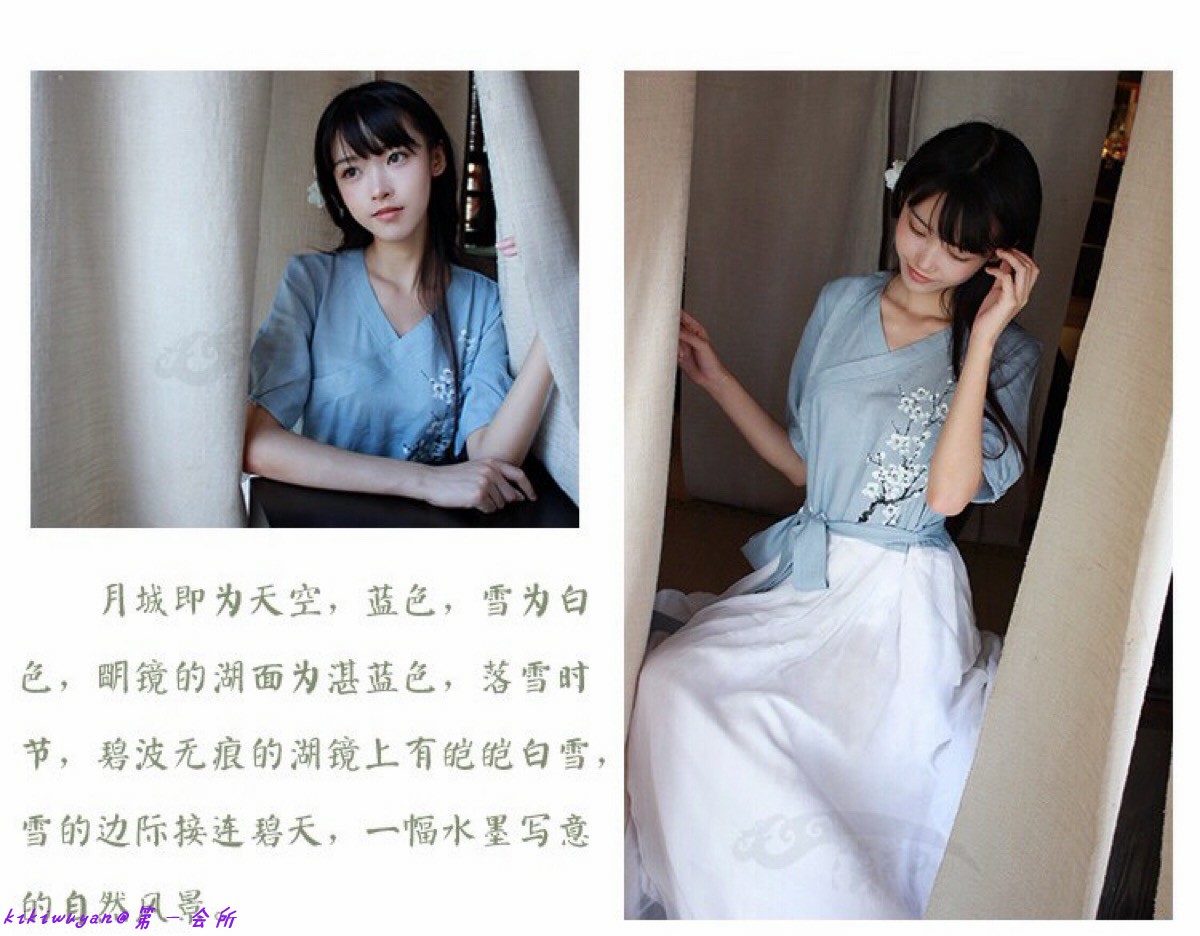 月城即为天空，蓝色，雪为白
色，明镜的湖面为湛蓝色，落雪时
节，碧波无痕的湖镜上有皑皑白雪，
雪的边际接连碧天，一幅水墨写意
的自然风景。
kikiwuyan@第一会所